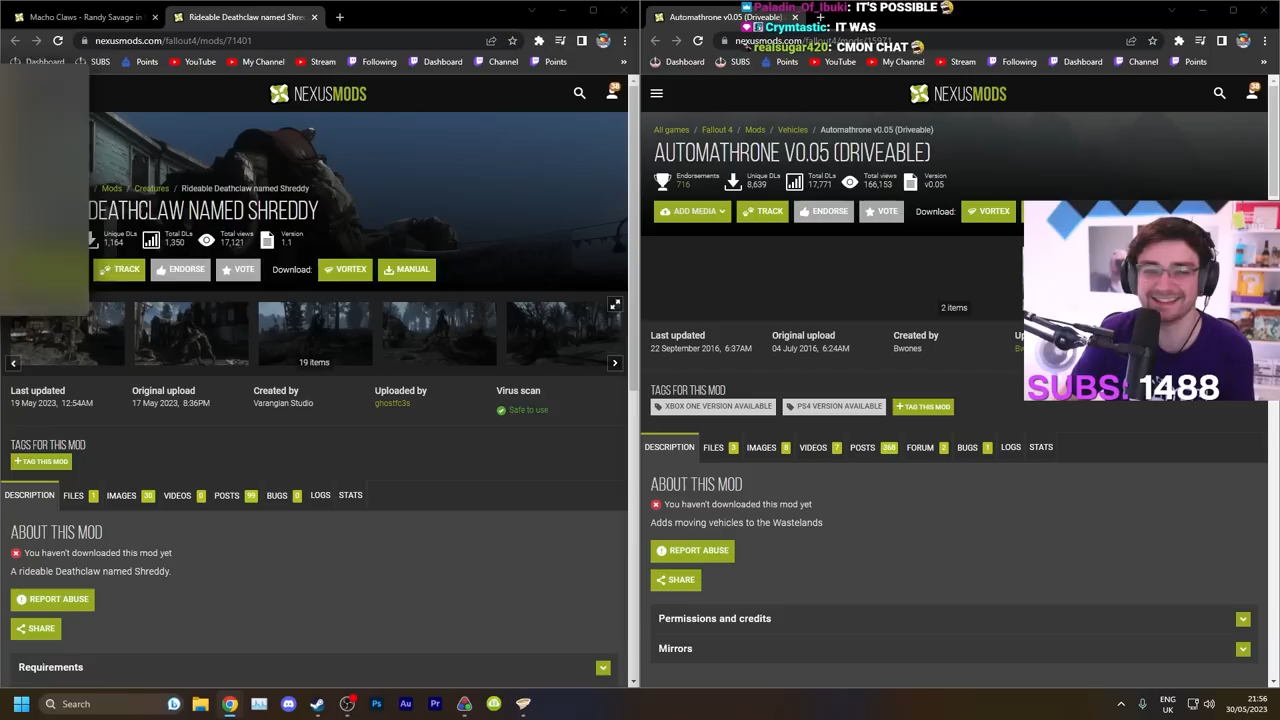 Macho Claws - Randy Savage in
Rideable Deathclaw named Shre
nexusmods.com/fallout4/mods/71401
Dashboard
SUBS
Points
YouTube
My Channel
Stream
Following
Dashboard
Channel
Points
NEXUSMODS
38
Mods / Creatures / Rideable Deathclaw named Shreddy
DEATHCLAW NAMED SHREDDY
Unique DLs
1,164
Total DLs
1,350
Total views
17,121
Version
1.1
TRACK
ENDORSE
VOTE
Download:
VORTEX
MANUAL
19 items
Last updated
19 May 2023, 12:54AM
Original upload
17 May 2023, 8:36PM
Created by
Varangian Studio
Uploaded by
ghostfc3s
Virus scan
Safe to use
TAGS FOR THIS MOD
+ TAG THIS MOD
DESCRIPTION
FILES 1
IMAGES 30
VIDEOS 0
POSTS 99
BUGS 0
LOGS
STATS
ABOUT THIS MOD
You haven't downloaded this mod yet
A rideable Deathclaw named Shreddy.
REPORT ABUSE
SHARE
Requirements
Automathrone v0.05 (Driveable)
Paladin_Of_Ibuki: IT'S POSSIBLE
Crymtastic: IT WAS
realsugar420: CMON CHAT
nexusmods.com/fallout4/mods/15971
Dashboard
SUBS
Points
YouTube
My Channel
Stream
Following
Dashboard
Channel
Points
NEXUSMODS
38
All games / Fallout 4 / Mods / Vehicles / Automathrone v0.05 (Driveable)
AUTOMATHRONE V0.05 (DRIVEABLE)
Endorsements
716
Unique DLs
8,639
Total DLs
17,771
Total views
166,153
Version
v0.05
ADD MEDIA
TRACK
ENDORSE
VOTE
Download:
VORTEX
2 items
Last updated
22 September 2016, 6:37AM
Original upload
04 July 2016, 6:24AM
Created by
Bwones
Up
Bw
SUBS: 1488
TAGS FOR THIS MOD
XBOX ONE VERSION AVAILABLE
PS4 VERSION AVAILABLE
+ TAG THIS MOD
DESCRIPTION
FILES 3
IMAGES 8
VIDEOS 7
POSTS 368
FORUM 2
BUGS 1
LOGS
STATS
ABOUT THIS MOD
You haven't downloaded this mod yet
Adds moving vehicles to the Wastelands
REPORT ABUSE
SHARE
Permissions and credits
Mirrors
Search
ENG
UK
21:56
30/05/2023